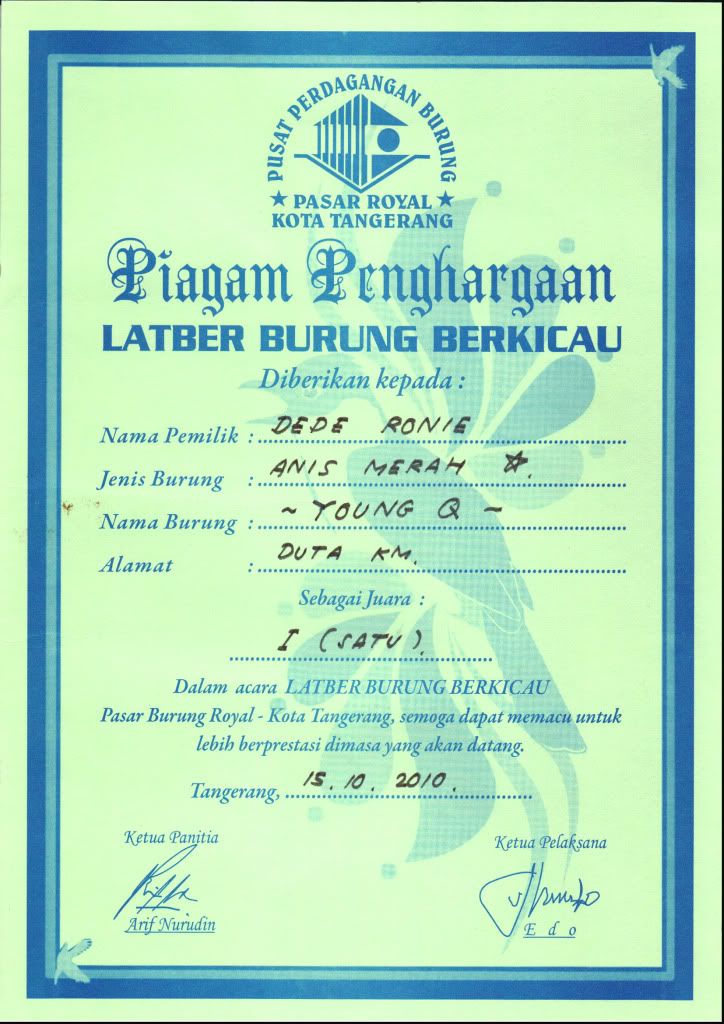 PUSAT PERDAGANGAN BURUNG
★ PASAR ROYAL ★
KOTA TANGERANG
Piagam Penghargaan
LATBER BURUNG BERKICAU
Diberikan kepada :
Nama Pemilik : DEDE RONIE
Jenis Burung : ANIS MERAH ☆.
Nama Burung : ~ YOUNG Q ~
Alamat : DUTA KM.
Sebagai Juara :
I (SATU).
Dalam acara LATBER BURUNG BERKICAU
Pasar Burung Royal - Kota Tangerang, semoga dapat memacu untuk
lebih berprestasi dimasa yang akan datang.
Tangerang, 15. 10. 2010.
Ketua Panitia
Ketua Pelaksana
Arif Nurudin
Edo